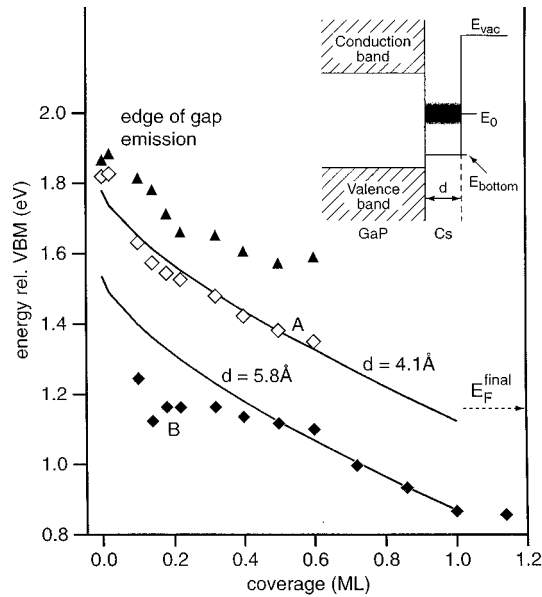 E_vac
Conduction
band
E_0
E_bottom
Valence
band
d
GaP
Cs
edge of gap
emission
A
d = 4.1Å
d = 5.8Å
B
E_F^final
2.0
1.8
1.6
1.4
1.2
1.0
0.8
energy rel. VBM (eV)
0.0
0.2
0.4
0.6
0.8
1.0
1.2
coverage (ML)